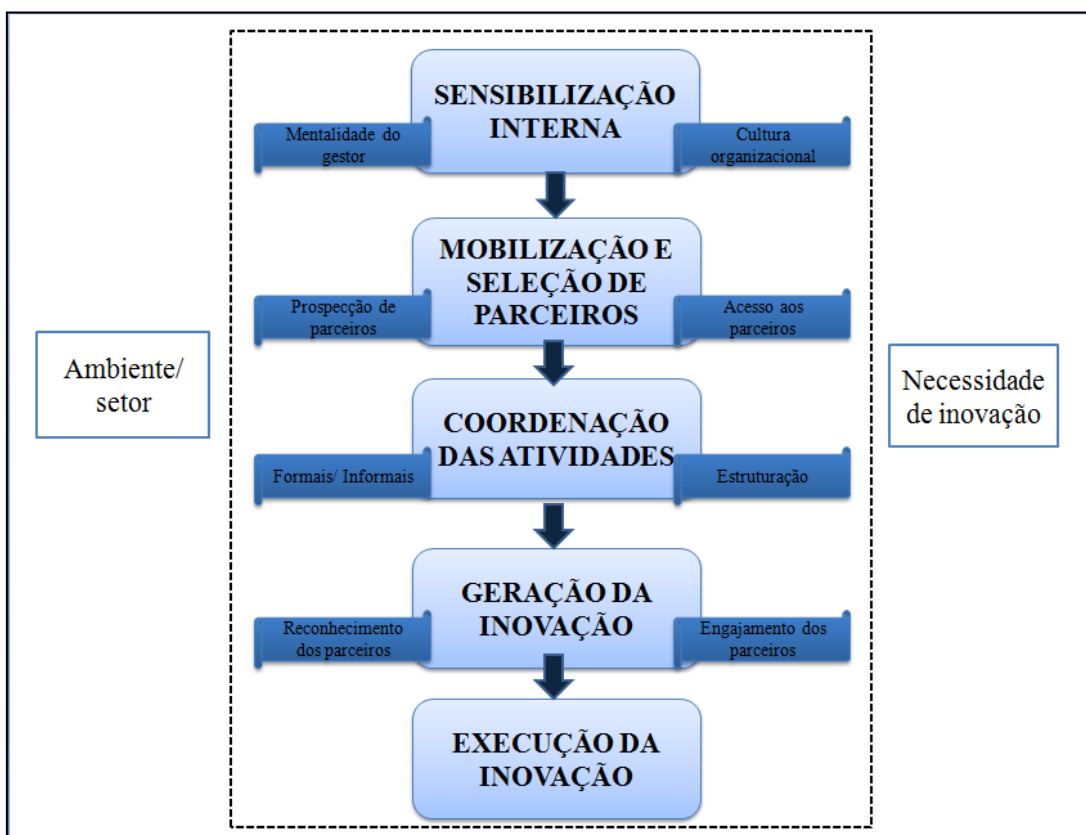 SENSIBILIZAÇÃO
INTERNA
Mentalidade do
gestor
Cultura
organizacional
MOBILIZAÇÃO E
SELEÇÃO DE
PARCEIROS
Prospecção de
parceiros
Acesso aos
parceiros
Ambiente/
setor
Necessidade
de inovação
COORDENAÇÃO
DAS ATIVIDADES
Formais/ Informais
Estruturação
GERAÇÃO DA
INOVAÇÃO
Reconhecimento
dos parceiros
Engajamento dos
parceiros
EXECUÇÃO DA
INOVAÇÃO